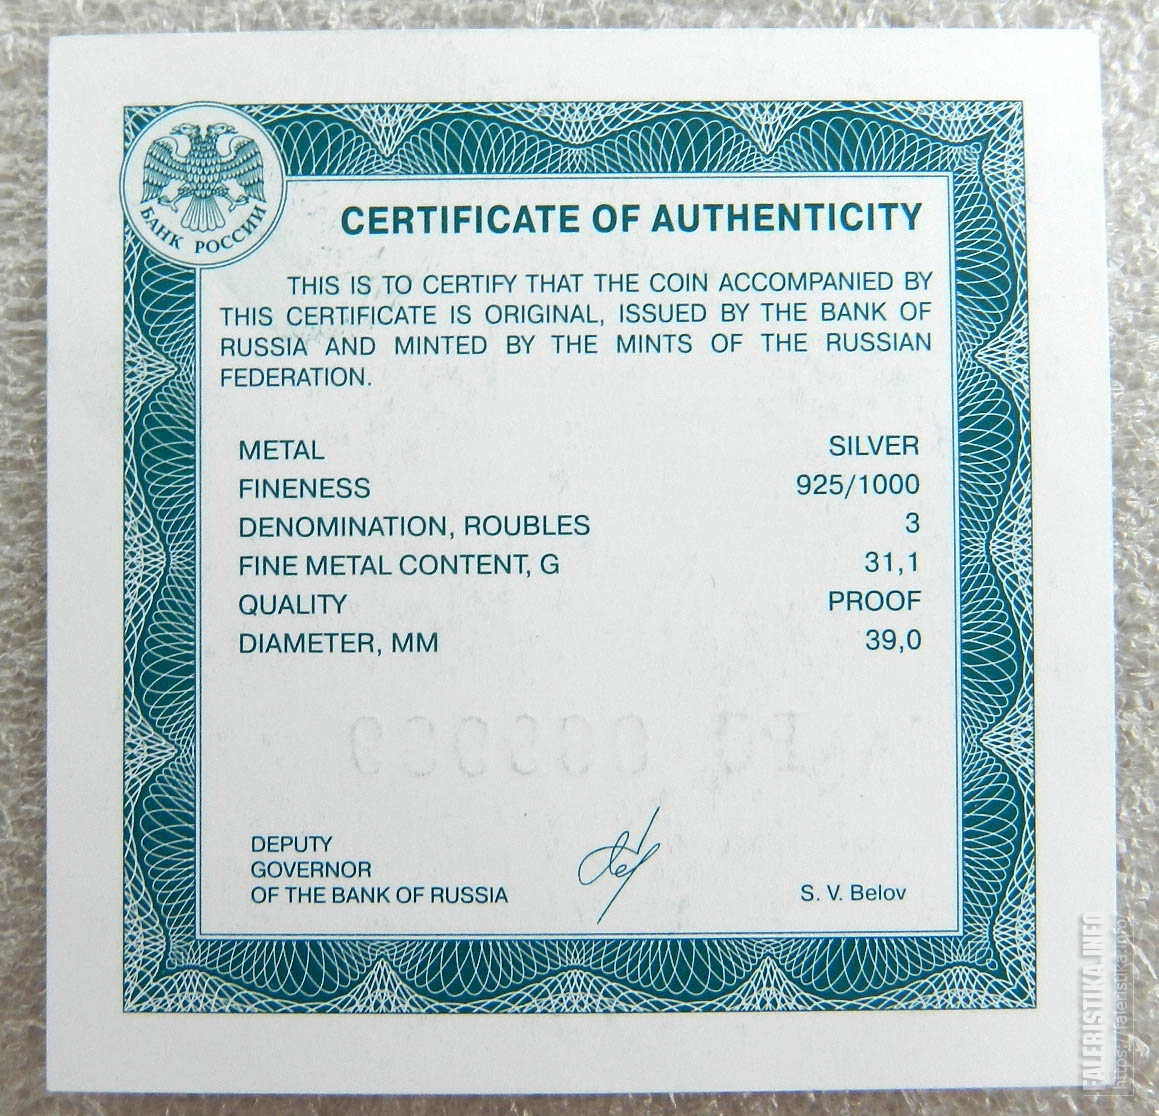 БАНК РОССИИ
CERTIFICATE OF AUTHENTICITY
THIS IS TO CERTIFY THAT THE COIN ACCOMPANIED BY
THIS CERTIFICATE IS ORIGINAL, ISSUED BY THE BANK OF
RUSSIA AND MINTED BY THE MINTS OF THE RUSSIAN
FEDERATION.
METAL SILVER
FINENESS 925/1000
DENOMINATION, ROUBLES 3
FINE METAL CONTENT, G 31,1
QUALITY PROOF
DIAMETER, MM 39,0
DEPUTY
GOVERNOR
OF THE BANK OF RUSSIA S. V. Belov
FALERISTIKA.INFO
https://faleristika.info